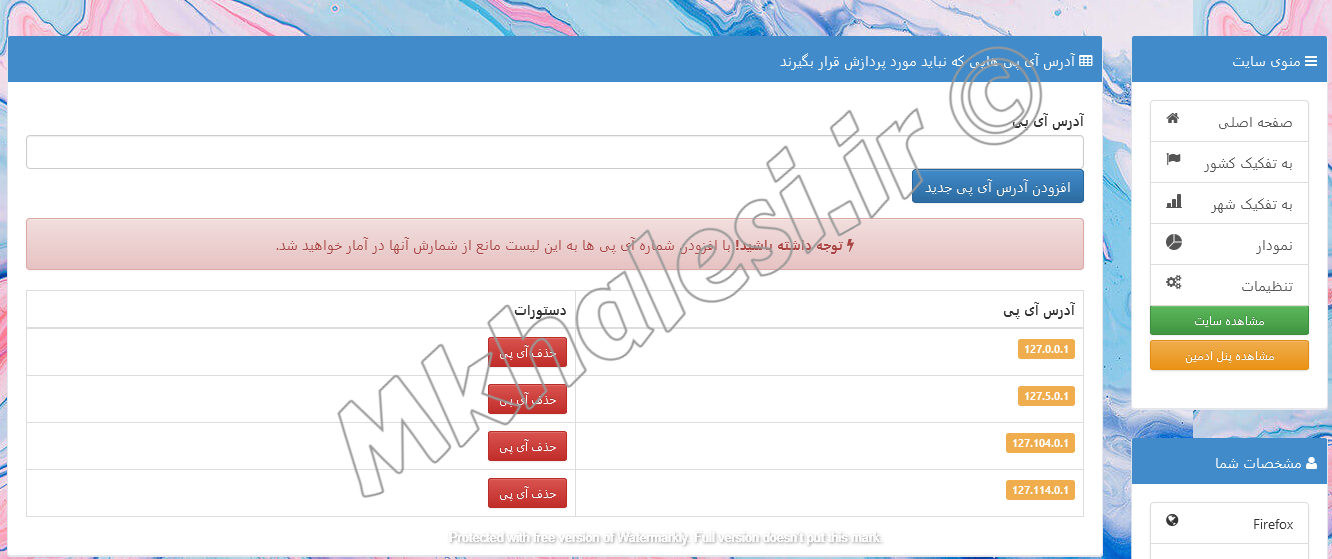 آدرس آی پی هایی که نباید مورد پردازش قرار بگیرند
منوی سایت
صفحه اصلی
به تفکیک کشور
به تفکیک شهر
نمودار
تنظیمات
مشاهده سایت
مشاهده پنل ادمین
مشخصات شما
Firefox
آدرس آی پی
افزودن آدرس آی پی جدید
توجه داشته باشید! با افزودن شماره آی پی ها به این لیست مانع از شمارش آنها در آمار خواهید شد.
آدرس آی پی دستورات
127.0.0.1 حذف آی پی
127.5.0.1 حذف آی پی
127.104.0.1 حذف آی پی
127.114.0.1 حذف آی پی
Mkhalesi.ir ©
Protected with free version of Watermarkly. Full version doesn't put this mark.